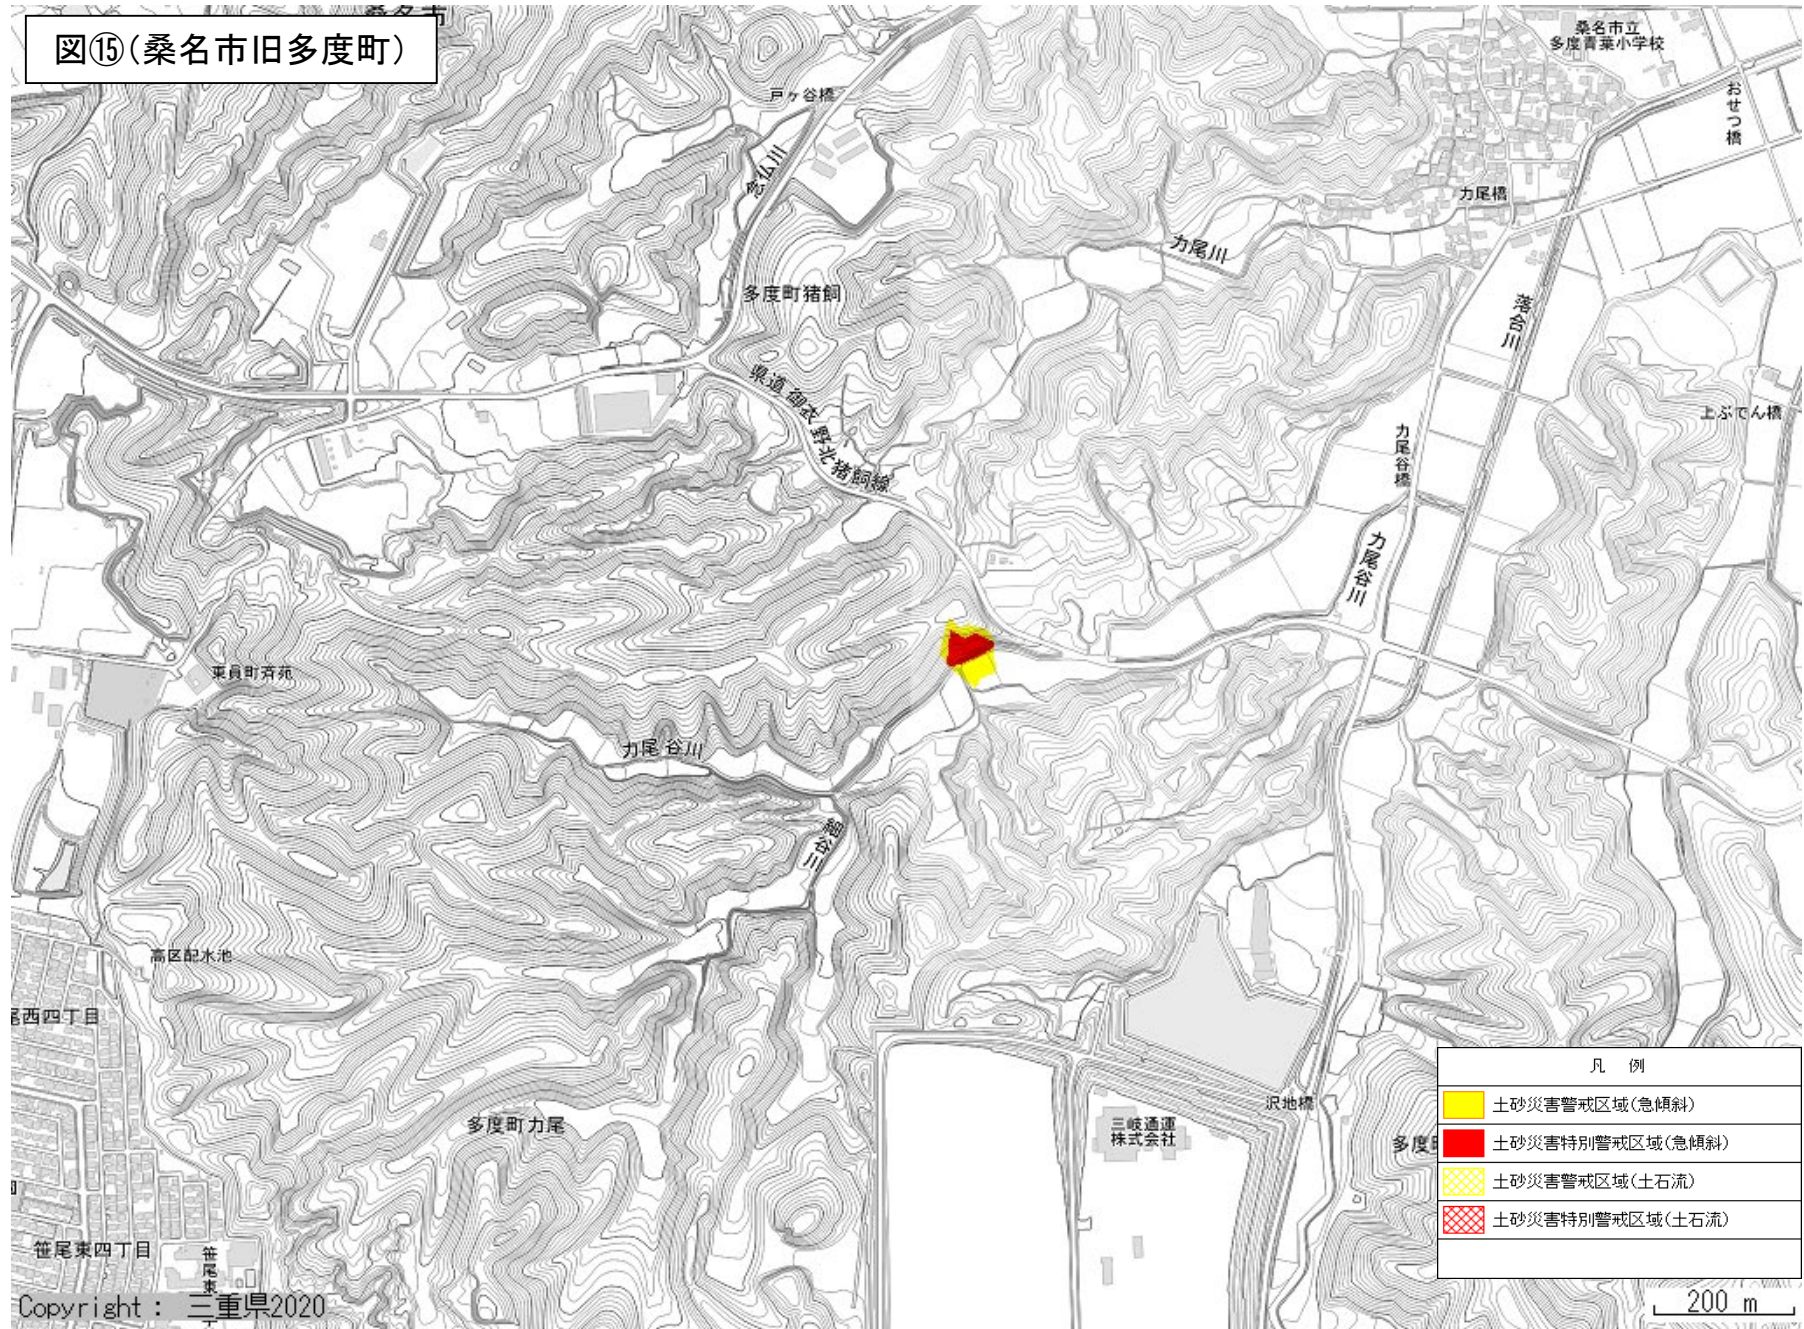 桑名市
図⑮(桑名市旧多度町)
桑名市立
多度青葉小学校
戸ヶ谷橋
おせつ橋
力尾橋
力尾川
多度町猪飼
落合川
県道御衣野北猪飼線
上ぶてん橋
力尾谷橋
力尾谷川
東員町斉苑
力尾谷川
細谷川
高区配水池
尾西四丁目
沢地橋
多度町力尾
三岐通運
株式会社
多度
笹尾東四丁目
笹尾東
凡 例
土砂災害警戒区域(急傾斜)
土砂災害特別警戒区域(急傾斜)
土砂災害警戒区域(土石流)
土砂災害特別警戒区域(土石流)
Copyright : 三重県2020
200 m